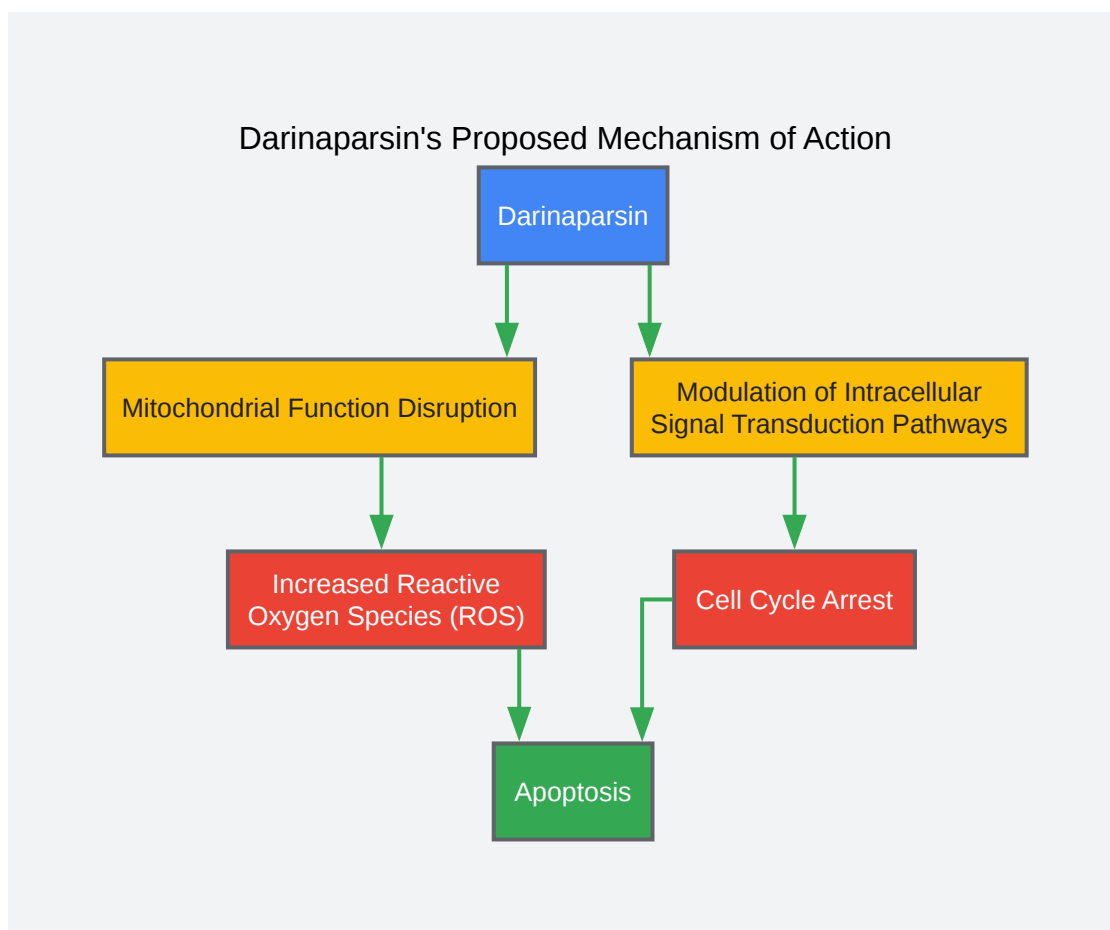 Darinaparsin's Proposed Mechanism of Action
Darinaparsin
Mitochondrial Function Disruption
Modulation of Intracellular
Signal Transduction Pathways
Increased Reactive
Oxygen Species (ROS)
Cell Cycle Arrest
Apoptosis